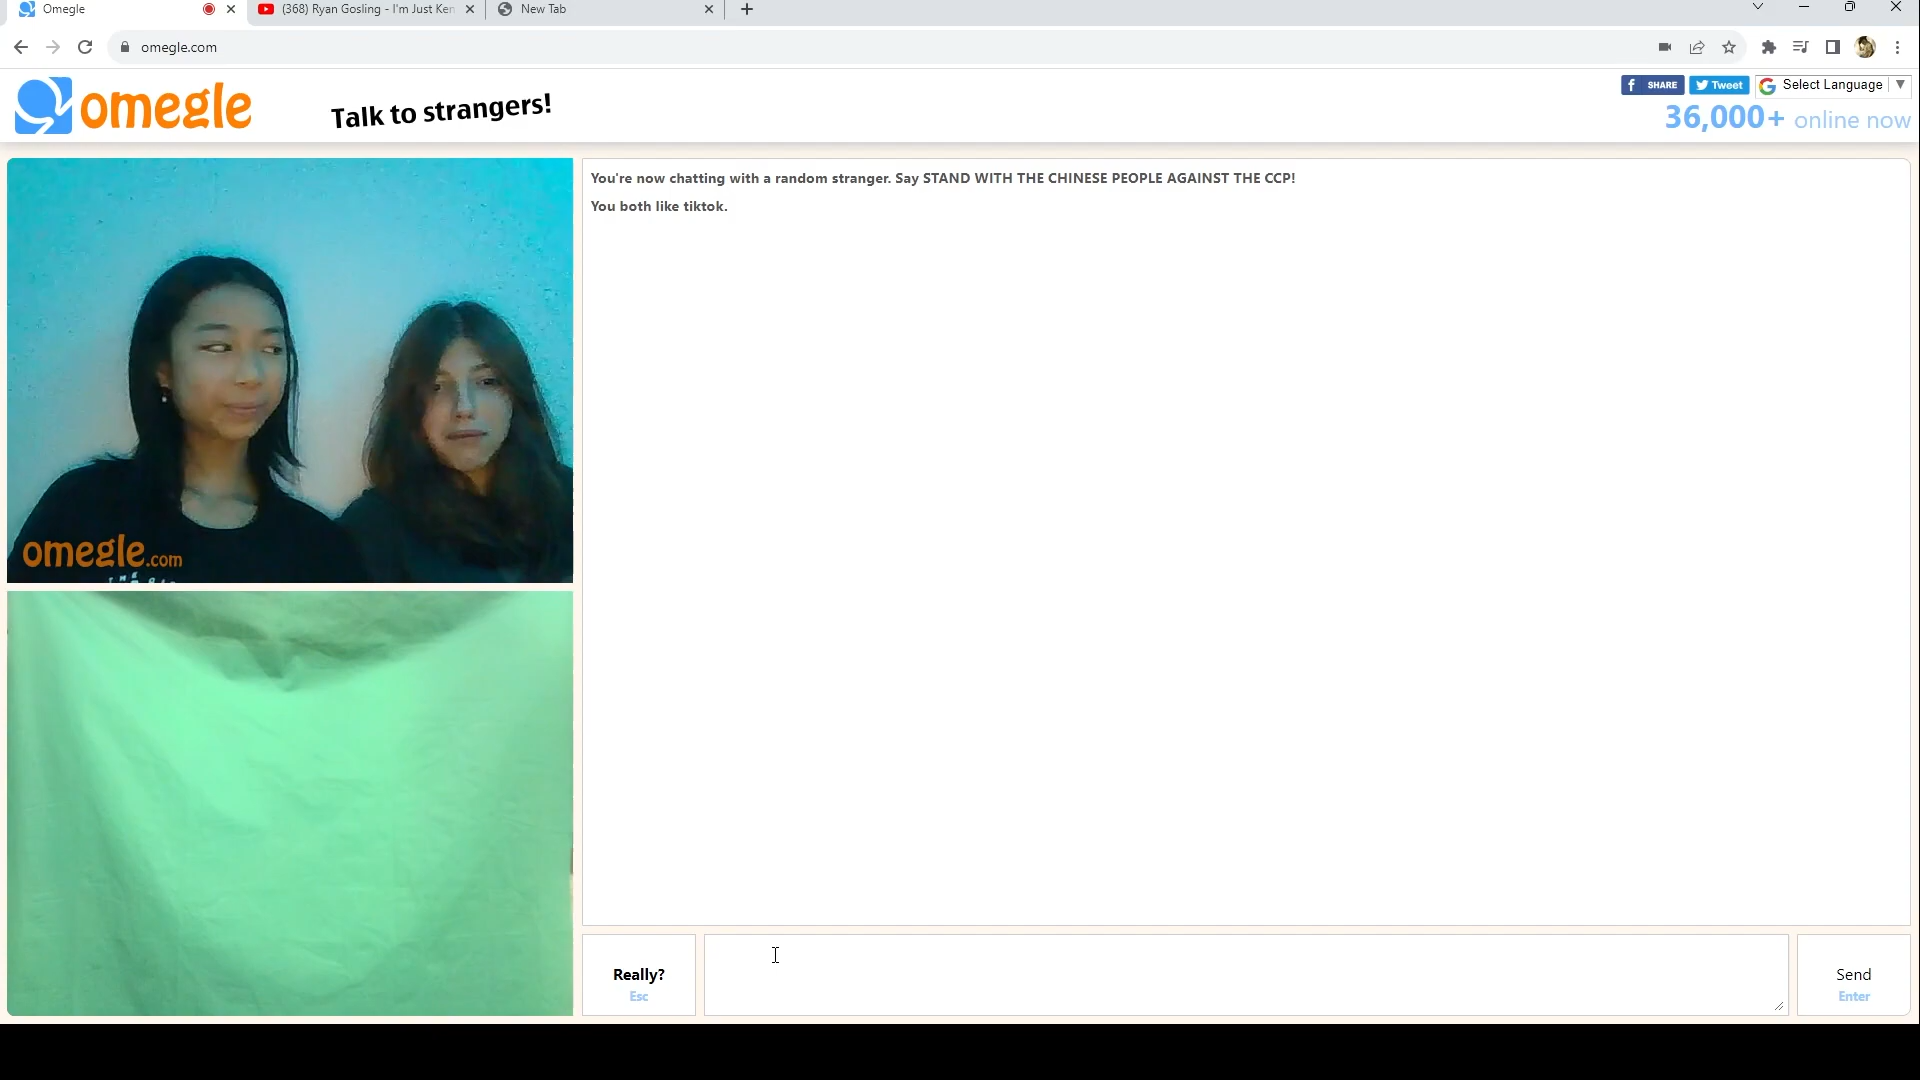 Omegle
(368) Ryan Gosling - I'm Just Ken
New Tab
omegle.com
omegle
Talk to strangers!
SHARE
Tweet
Select Language
36,000+ online now
You're now chatting with a random stranger. Say STAND WITH THE CHINESE PEOPLE AGAINST THE CCP!
You both like tiktok.
omegle.com
Really?
Esc
Send
Enter